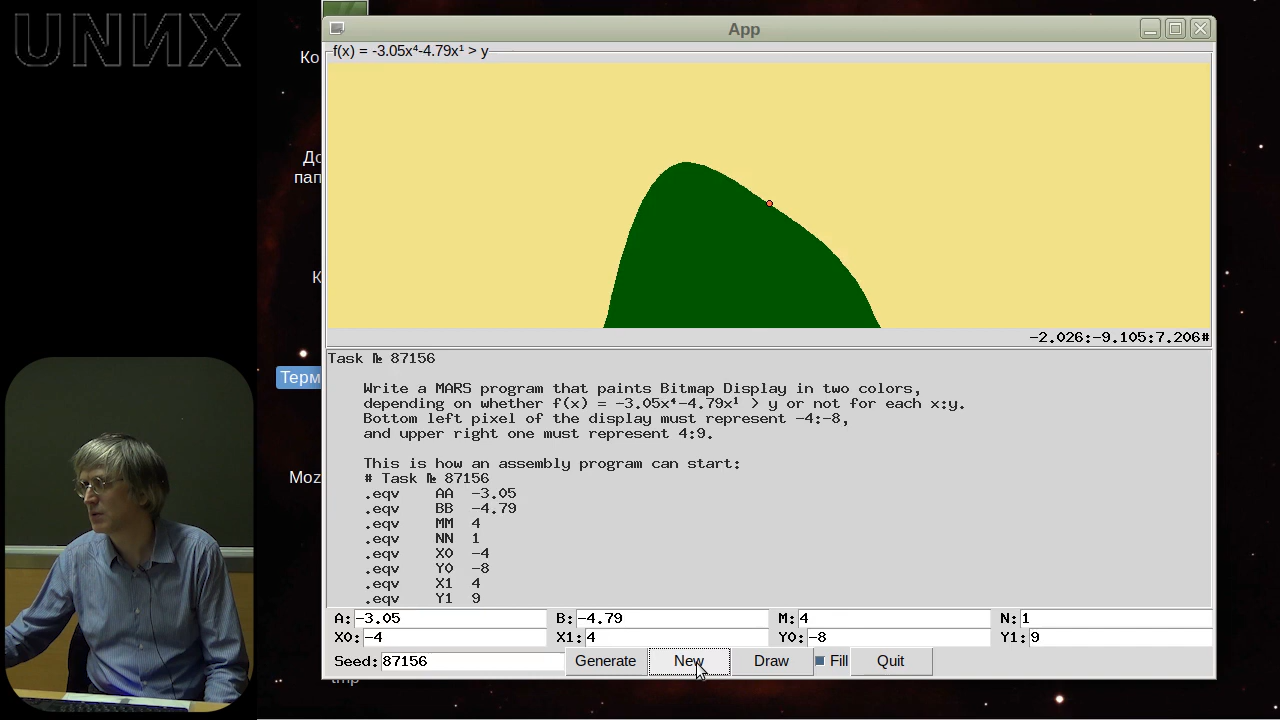 UNИX
App
Ко
f(x) = -3.05x⁴-4.79x¹ > y
До
пап
К
-2.026:-9.105:7.206#
Task № 87156
Терм
Write a MARS program that paints Bitmap Display in two colors,
depending on whether f(x) = -3.05x⁴-4.79x¹ > y or not for each x:y.
Bottom left pixel of the display must represent -4:-8,
and upper right one must represent 4:9.
This is how an assembly program can start:
Moz
# Task № 87156
.eqv AA -3.05
.eqv BB -4.79
.eqv MM 4
.eqv NN 1
.eqv X0 -4
.eqv Y0 -8
.eqv X1 4
.eqv Y1 9
A: -3.05 B: -4.79 M: 4 N: 1
X0: -4 X1: 4 Y0: -8 Y1: 9
Seed: 87156 Generate New Draw Fill Quit